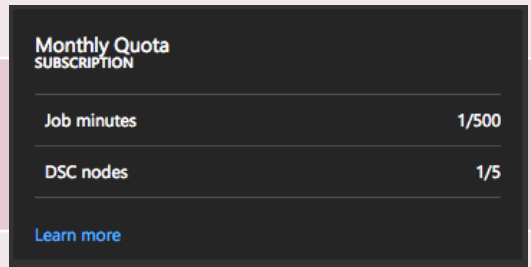 Monthly Quota
SUBSCRIPTION
Job minutes 1/500
DSC nodes 1/5
Learn more